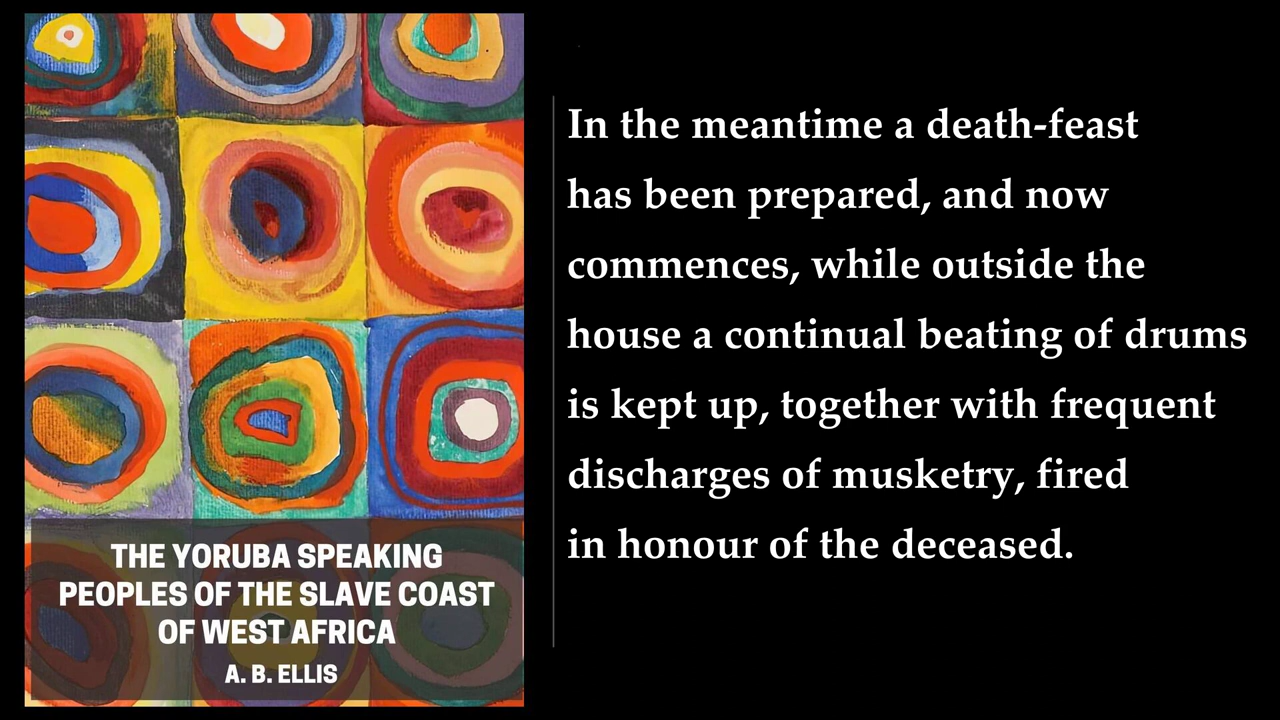 THE YORUBA SPEAKING
PEOPLES OF THE SLAVE COAST
OF WEST AFRICA
A. B. ELLIS
In the meantime a death-feast
has been prepared, and now
commences, while outside the
house a continual beating of drums
is kept up, together with frequent
discharges of musketry, fired
in honour of the deceased.